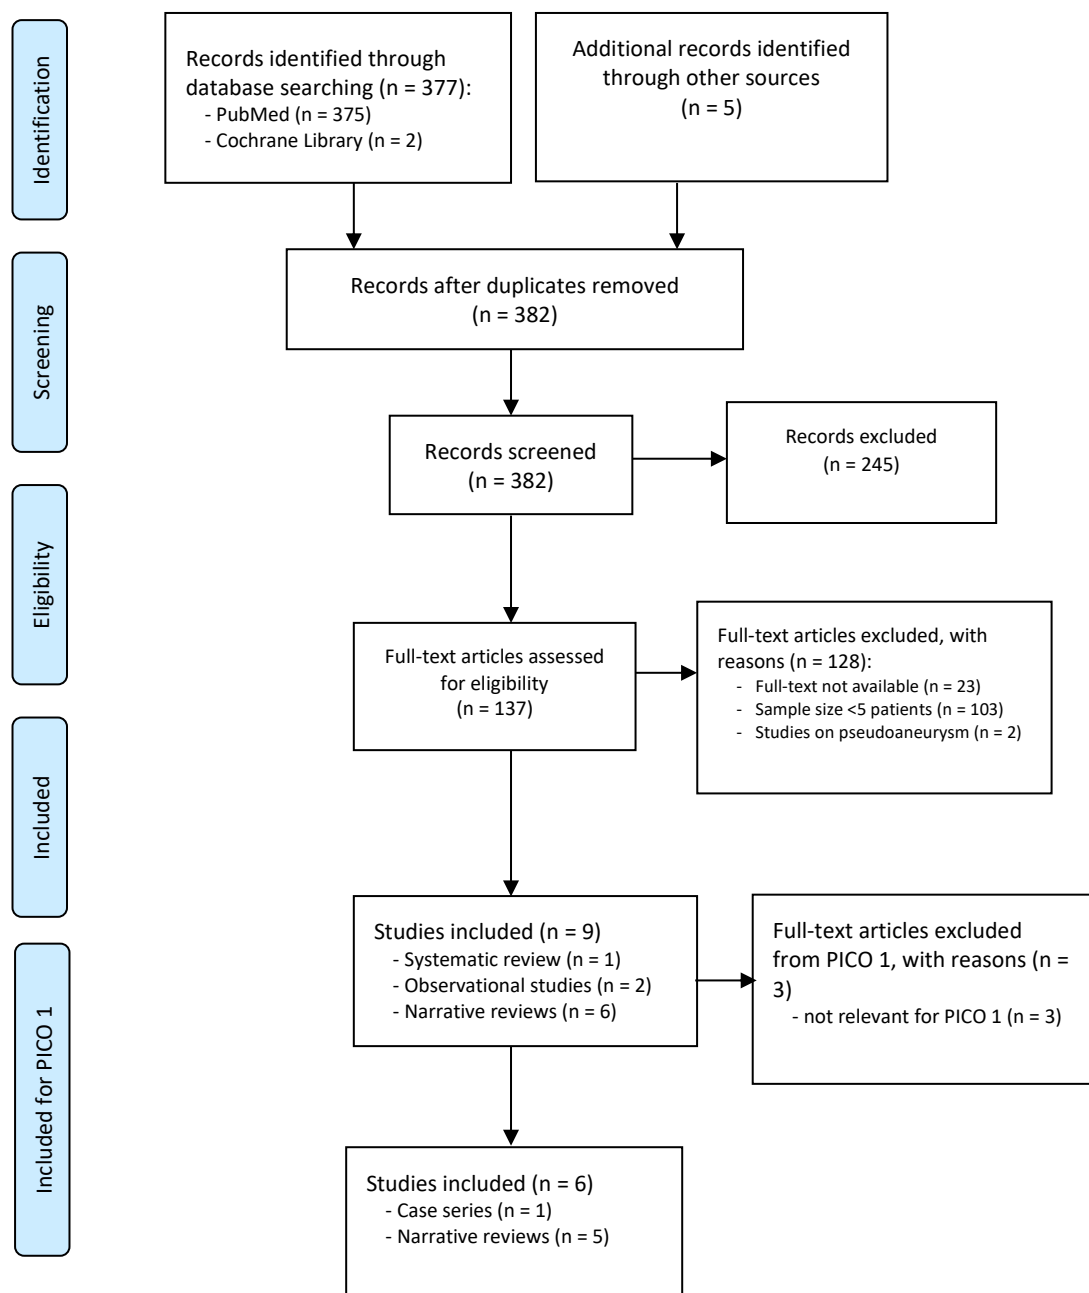 Identification
Records identified through
database searching (n = 377):
- PubMed (n = 375)
- Cochrane Library (n = 2)
Additional records identified
through other sources
(n = 5)
Screening
Records after duplicates removed
(n = 382)
Records screened
(n = 382)
Records excluded
(n = 245)
Eligibility
Full-text articles assessed
for eligibility
(n = 137)
Full-text articles excluded, with
reasons (n = 128):
- Full-text not available (n = 23)
- Sample size <5 patients (n = 103)
- Studies on pseudoaneurysm (n = 2)
Included
Studies included (n = 9)
- Systematic review (n = 1)
- Observational studies (n = 2)
- Narrative reviews (n = 6)
Full-text articles excluded
from PICO 1, with reasons (n =
3)
- not relevant for PICO 1 (n = 3)
Included for PICO 1
Studies included (n = 6)
- Case series (n = 1)
- Narrative reviews (n = 5)